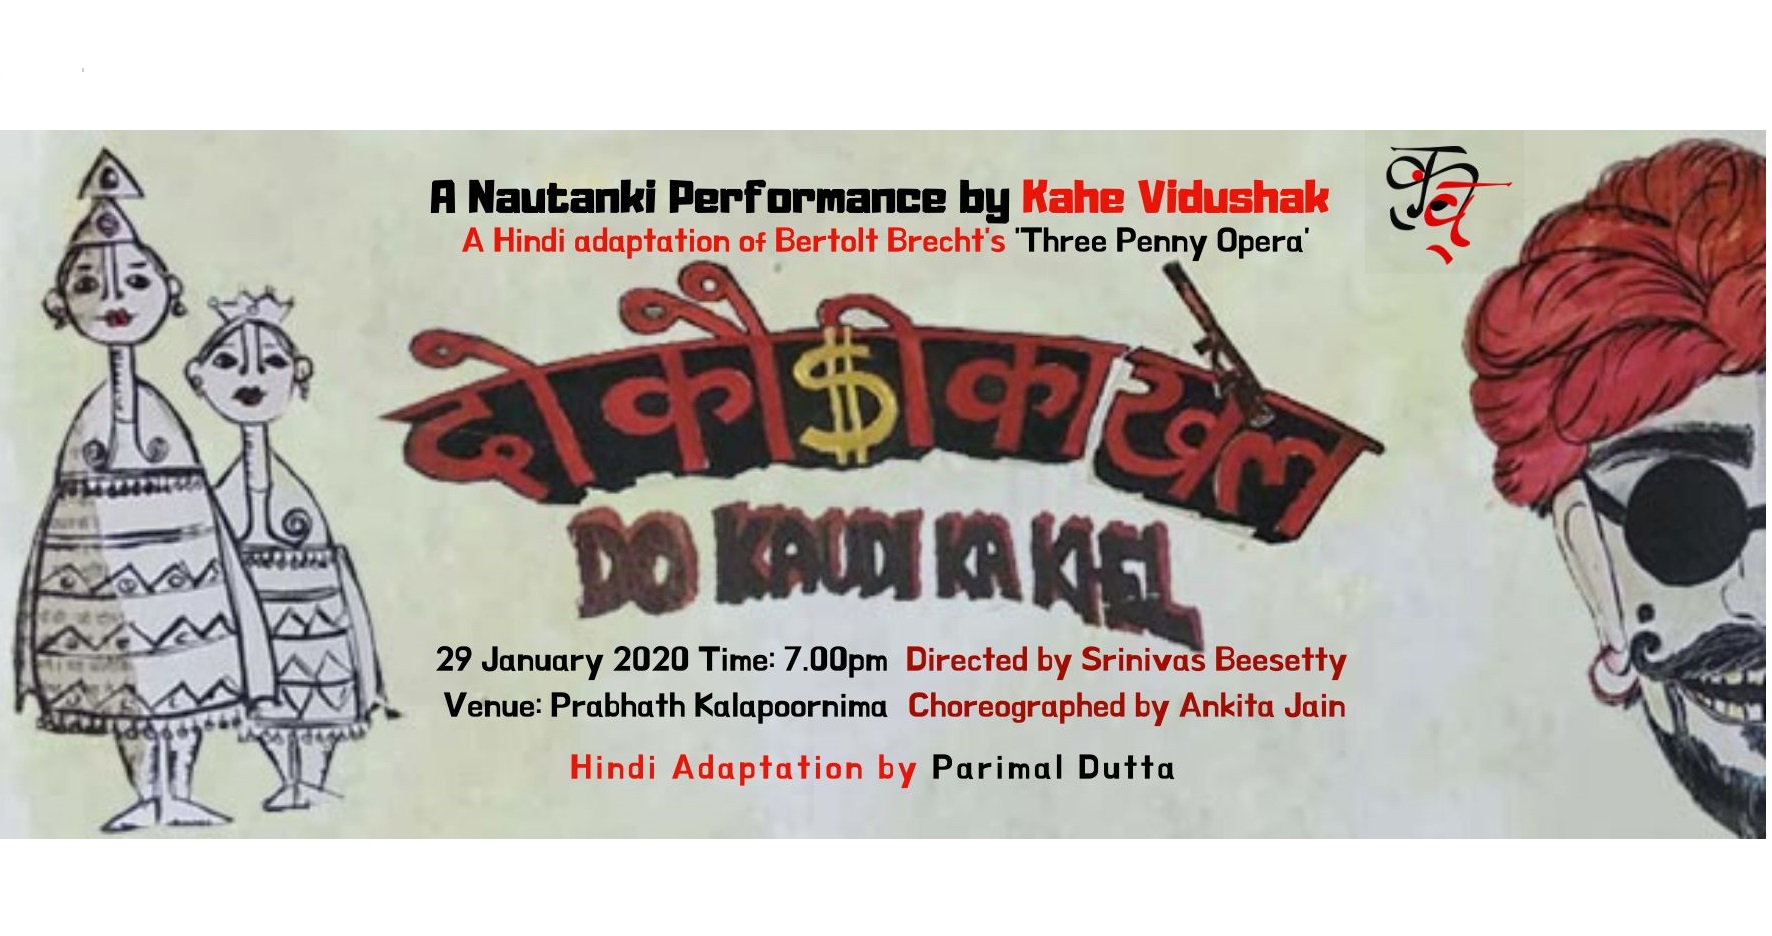 A Nautanki Performance by Kahe Vidushak
A Hindi adaptation of Bertolt Brecht's 'Three Penny Opera'
दो कौ$ी का खेल
DO KAUDI KA KHEL
29 January 2020 Time: 7.00pm Directed by Srinivas Beesetty
Venue: Prabhath Kalapoornima Choreographed by Ankita Jain
Hindi Adaptation by Parimal Dutta